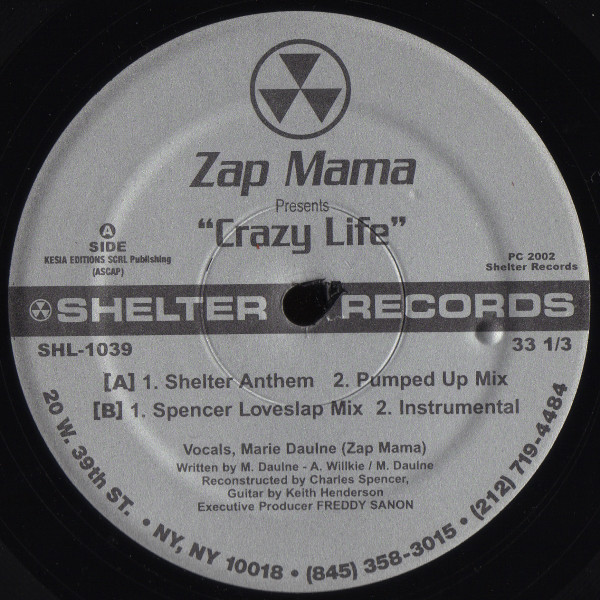 Zap Mama
Presents
"Crazy Life"
A
SIDE
KESIA EDITIONS SCRL Publishing
(ASCAP)
PC 2002
Shelter Records
SHELTER RECORDS
SHL-1039
33 1/3
[A] 1. Shelter Anthem 2. Pumped Up Mix
[B] 1. Spencer Loveslap Mix 2. Instrumental
Vocals, Marie Daulne (Zap Mama)
Written by M. Daulne - A. Willkie / M. Daulne
Reconstructed by Charles Spencer,
Guitar by Keith Henderson
Executive Producer FREDDY SANON
20 W. 39th ST. • NY, NY 10018 • (845) 358-3015 • (212) 719-4484